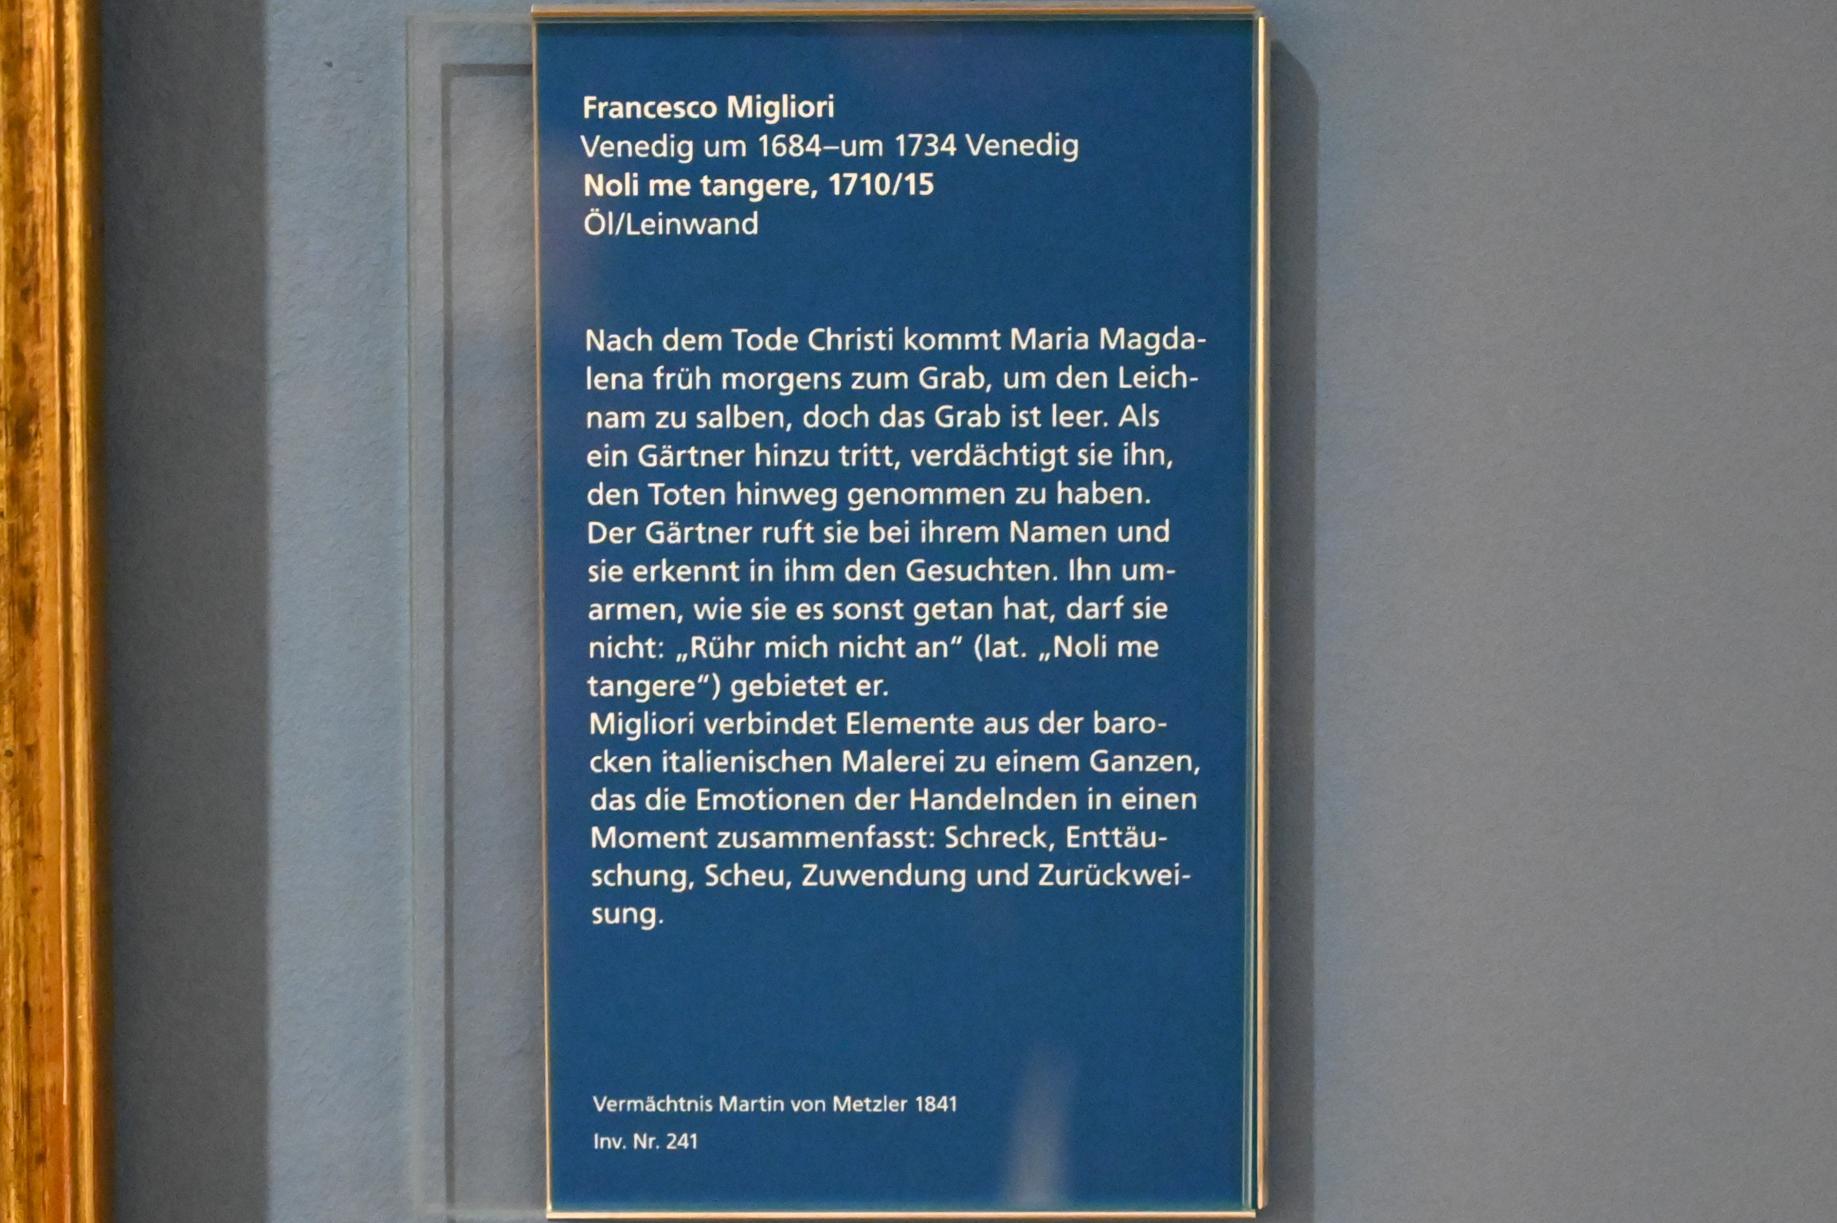 Francesco Migliori
Venedig um 1684–um 1734 Venedig
Noli me tangere, 1710/15
Öl/Leinwand
Nach dem Tode Christi kommt Maria Magda-
lena früh morgens zum Grab, um den Leich-
nam zu salben, doch das Grab ist leer. Als
ein Gärtner hinzu tritt, verdächtigt sie ihn,
den Toten hinweg genommen zu haben.
Der Gärtner ruft sie bei ihrem Namen und
sie erkennt in ihm den Gesuchten. Ihn um-
armen, wie sie es sonst getan hat, darf sie
nicht: „Rühr mich nicht an“ (lat. „Noli me
tangere“) gebietet er.
Migliori verbindet Elemente aus der baro-
cken italienischen Malerei zu einem Ganzen,
das die Emotionen der Handelnden in einen
Moment zusammenfasst: Schreck, Enttäu-
schung, Scheu, Zuwendung und Zurückwei-
sung.
Vermächtnis Martin von Metzler 1841
Inv. Nr. 241